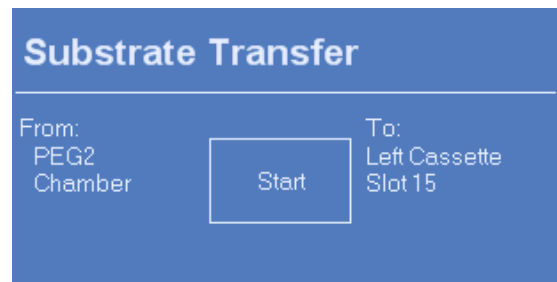 Substrate Transfer
From:
PEG2
Chamber
Start
To:
Left Cassette
Slot 15